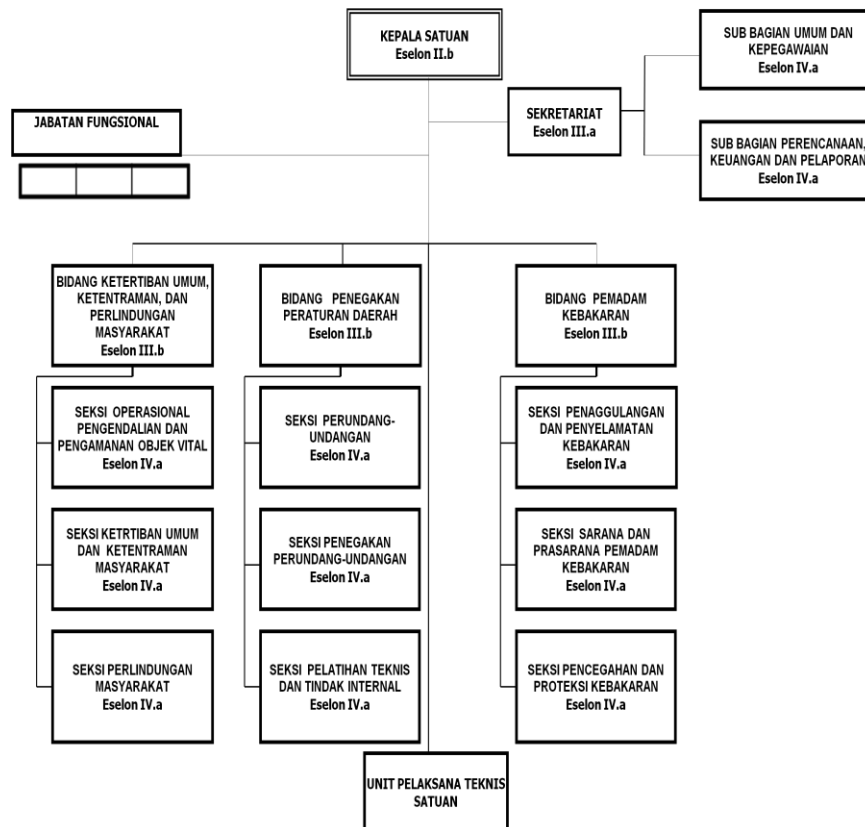 KEPALA SATUAN
Eselon II.b
SUB BAGIAN UMUM DAN
KEPEGAWAIAN
Eselon IV.a
SEKRETARIAT
Eselon III.a
JABATAN FUNGSIONAL
SUB BAGIAN PERENCANAAN,
KEUANGAN DAN PELAPORAN
Eselon IV.a
BIDANG KETERTIBAN UMUM,
KETENTRAMAN, DAN
PERLINDUNGAN
MASYARAKAT
Eselon III.b
BIDANG PENEGAKAN
PERATURAN DAERAH
Eselon III.b
BIDANG PEMADAM
KEBAKARAN
Eselon III.b
SEKSI OPERASIONAL
PENGENDALIAN DAN
PENGAMANAN OBJEK VITAL
Eselon IV.a
SEKSI PERUNDANG-
UNDANGAN
Eselon IV.a
SEKSI PENAGGULANGAN
DAN PENYELAMATAN
KEBAKARAN
Eselon IV.a
SEKSI KETRTIBAN UMUM
DAN KETENTRAMAN
MASYARAKAT
Eselon IV.a
SEKSI PENEGAKAN
PERUNDANG-UNDANGAN
Eselon IV.a
SEKSI SARANA DAN
PRASARANA PEMADAM
KEBAKARAN
Eselon IV.a
SEKSI PERLINDUNGAN
MASYARAKAT
Eselon IV.a
SEKSI PELATIHAN TEKNIS
DAN TINDAK INTERNAL
Eselon IV.a
SEKSI PENCEGAHAN DAN
PROTEKSI KEBAKARAN
Eselon IV.a
UNIT PELAKSANA TEKNIS
SATUAN